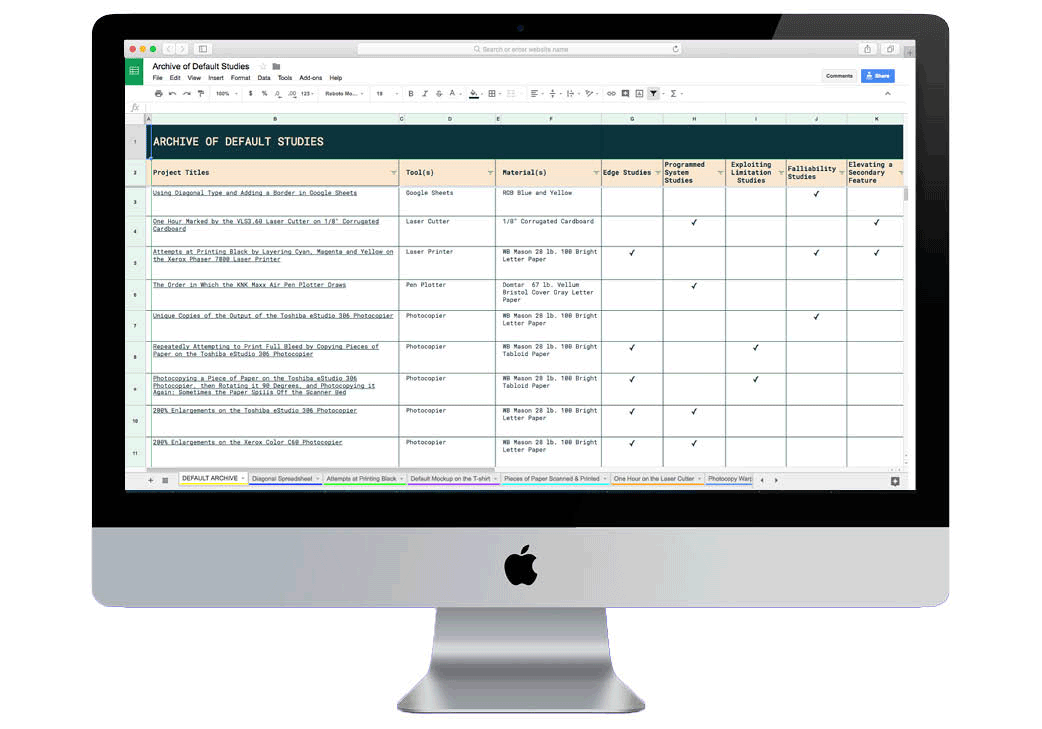 Search or enter website name
Archive of Default Studies
File Edit View Insert Format Data Tools Add-ons Help
Comments
Share
100% $ % .0 .00 123 Roboto Mo... 18 B I S A
fx
A B C D E F G H I J K
1 ARCHIVE OF DEFAULT STUDIES
2 Project Titles Tool(s) Material(s) Edge Studies Programmed System Studies Exploiting Limitation Studies Falliability Studies Elevating a Secondary Feature
3 Using Diagonal Type and Adding a Border in Google Sheets Google Sheets RGB Blue and Yellow ✓
4 One Hour Marked by the VLS3.60 Laser Cutter on 1/8" Corrugated
Cardboard Laser Cutter 1/8" Corrugated Cardboard ✓ ✓
5 Attempts at Printing Black by Layering Cyan, Magenta and Yellow on
the Xerox Phaser 7800 Laser Printer Laser Printer WB Mason 28 lb. 100 Bright
Letter Paper ✓ ✓ ✓
6 The Order in Which the KNK Maxx Air Pen Plotter Draws Pen Plotter Domtar 67 lb. Vellum
Bristol Cover Gray Letter
Paper ✓
7 Unique Copies of the Output of the Toshiba eStudio 306 Photocopier Photocopier WB Mason 28 lb. 100 Bright
Letter Paper ✓
8 Repeatedly Attempting to Print Full Bleed by Copying Pieces of
Paper on the Toshiba eStudio 306 Photocopier Photocopier WB Mason 28 lb. 100 Bright
Tabloid Paper ✓ ✓
9 Photocopying a Piece of Paper on the Toshiba eStudio 306
Photocopier, then Rotating it 90 Degrees, and Photocopying it
Again; Sometimes the Paper Spills Off the Scanner Bed Photocopier WB Mason 28 lb. 100 Bright
Tabloid Paper ✓ ✓
10 200% Enlargements on the Toshiba eStudio 306 Photocopier Photocopier WB Mason 28 lb. 100 Bright
Letter Paper ✓ ✓
11 200% Enlargements on the Xerox Color C60 Photocopier Photocopier WB Mason 28 lb. 100 Bright
Letter Paper ✓ ✓
DEFAULT ARCHIVE Diagonal Spreadsheet Attempts at Printing Black Default Mockup on the T-shirt Pieces of Paper Scanned & Printed One Hour on the Laser Cutter Photocopy Warp